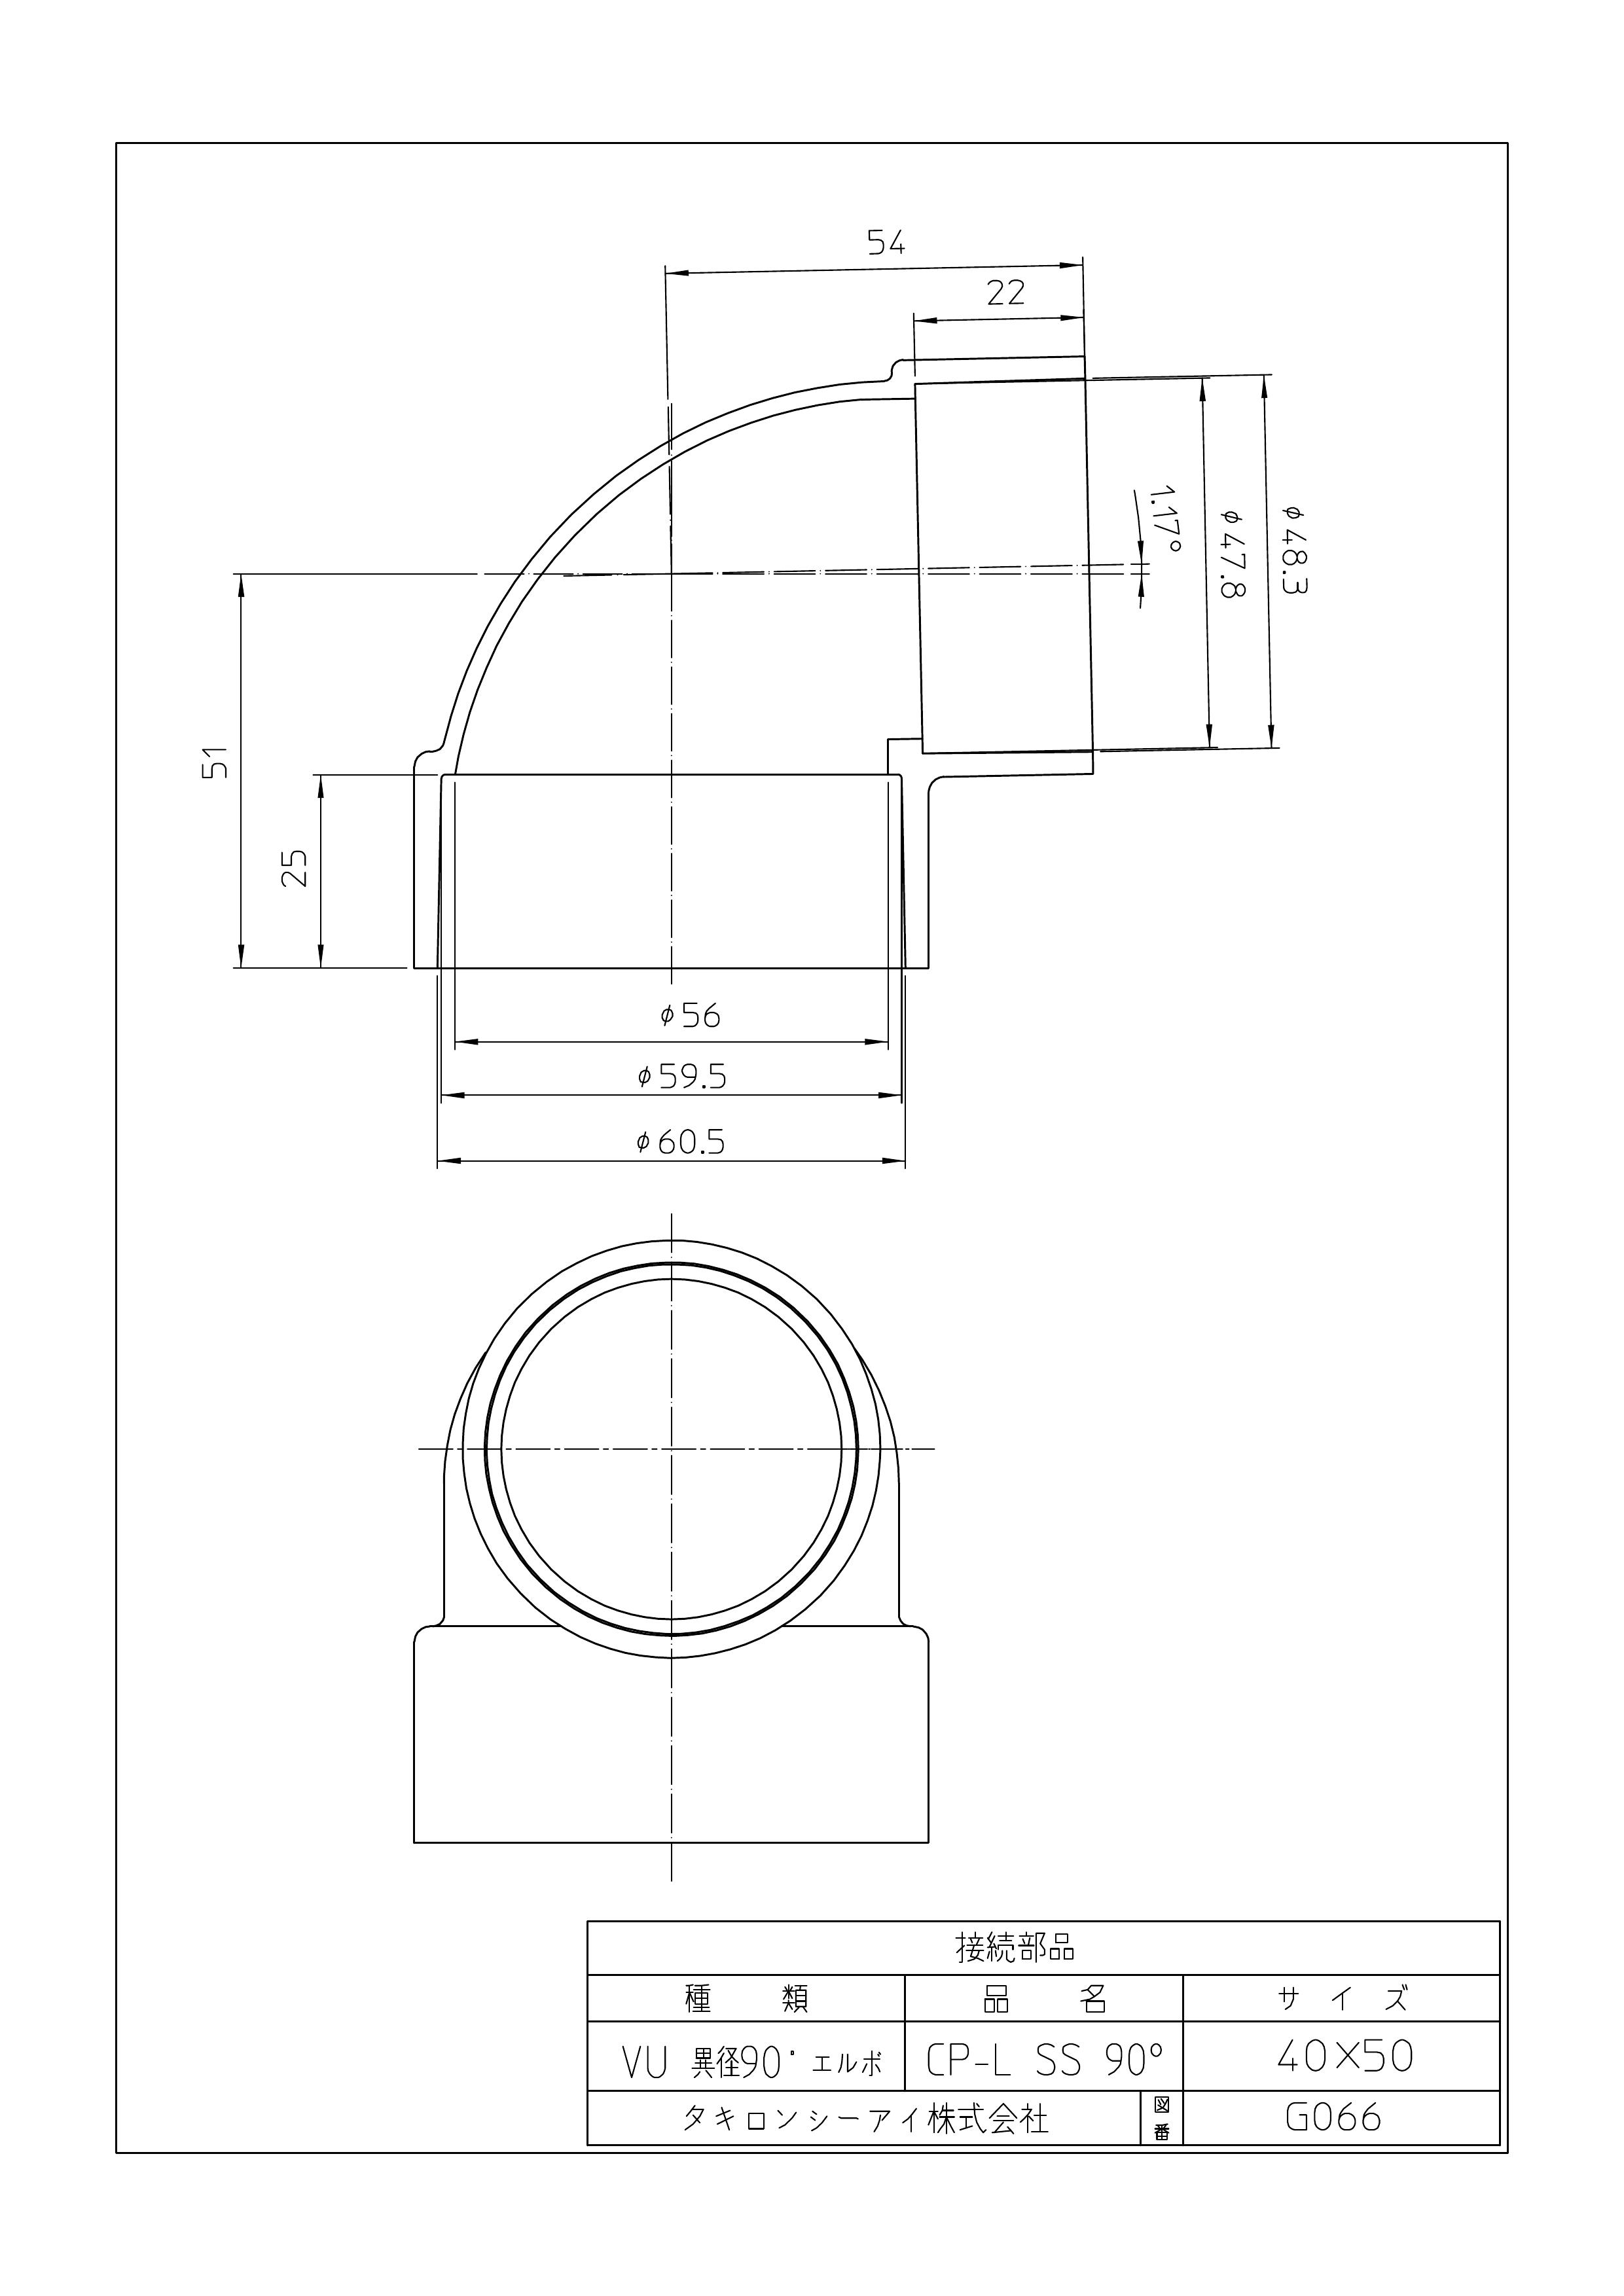 54
22
1.17°
φ47.8
φ48.3
51
25
φ56
φ59.5
φ60.5
接続部品
種　類　品　名　サ イ ズ
VU 異径90°エルボ　CP-L SS 90°　40×50
タキロンシーアイ株式会社　図番　G066